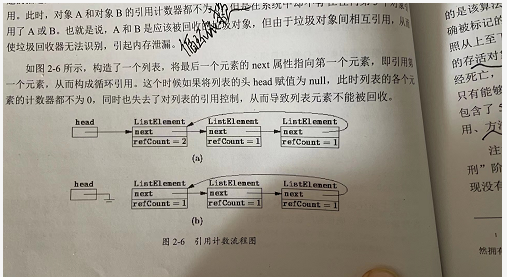 用。此时，对象 A 和对象 B 的引用计数器都不为
用了 A 或 B。也就是说，A 和 B 是应该被回收的垃圾对象，但由于垃圾对象间相互引用，从而
使垃圾回收器无法识别，引起内存泄漏。
如图 2-6 所示，构造了一个列表，将最后一个元素的 next 属性指向第一个元素，即引用第
一个元素，从而构成循环引用。这个时候如果将列表的头 head 赋值为 null，此时列表的各个元
素的计数器都不为 0，同时也失去了对列表的引用控制，从而导致列表元素不能被回收。
head ListElement ListElement ListElement
next next next
refCount = 2 refCount = 1 refCount = 1
(a)
head ListElement ListElement ListElement
next next next
refCount = 1 refCount = 1 refCount = 1
(b)
图 2-6 引用计数流程图
的是该算法
确被标记的
照从上至下
的存活对
经死亡，
只有能够
包含了 5
用、方法
注
刑”阶
现没有
然拥有